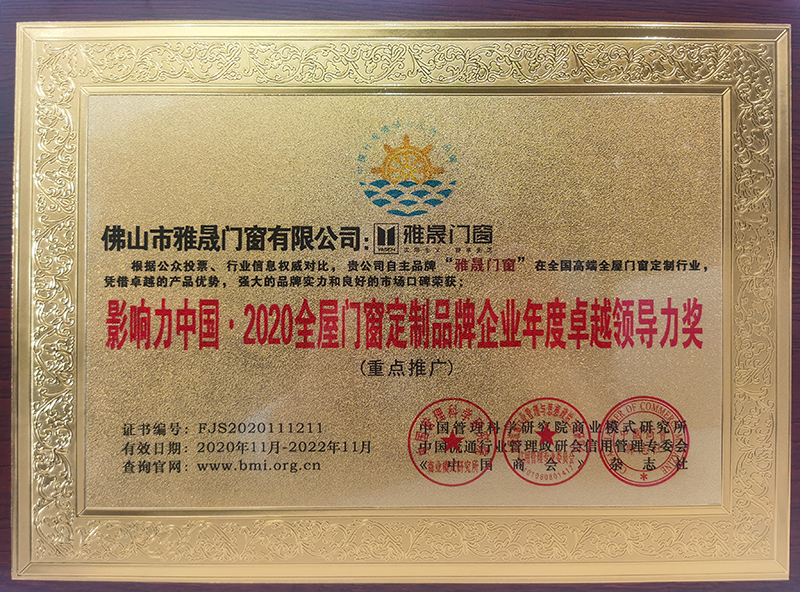 佛山市雅晟门窗有限公司：雅晟门窗
根据公众投票、行业信息权威对比，贵公司自主品牌“雅晟门窗”在全国高端全屋门窗定制行业，
凭借卓越的产品优势，强大的品牌实力和良好的市场口碑荣获：
影响力中国·2020全屋门窗定制品牌企业年度卓越领导力奖
(重点推广)
证书编号：FJS2020111211
有效日期：2020年11月-2022年11月
查询官网：www.bmi.org.cn
中国管理科学研究院商业模式研究所
中国流通行业管理政研会信用管理专委会
《中国商会》杂志社
商业模式研究所